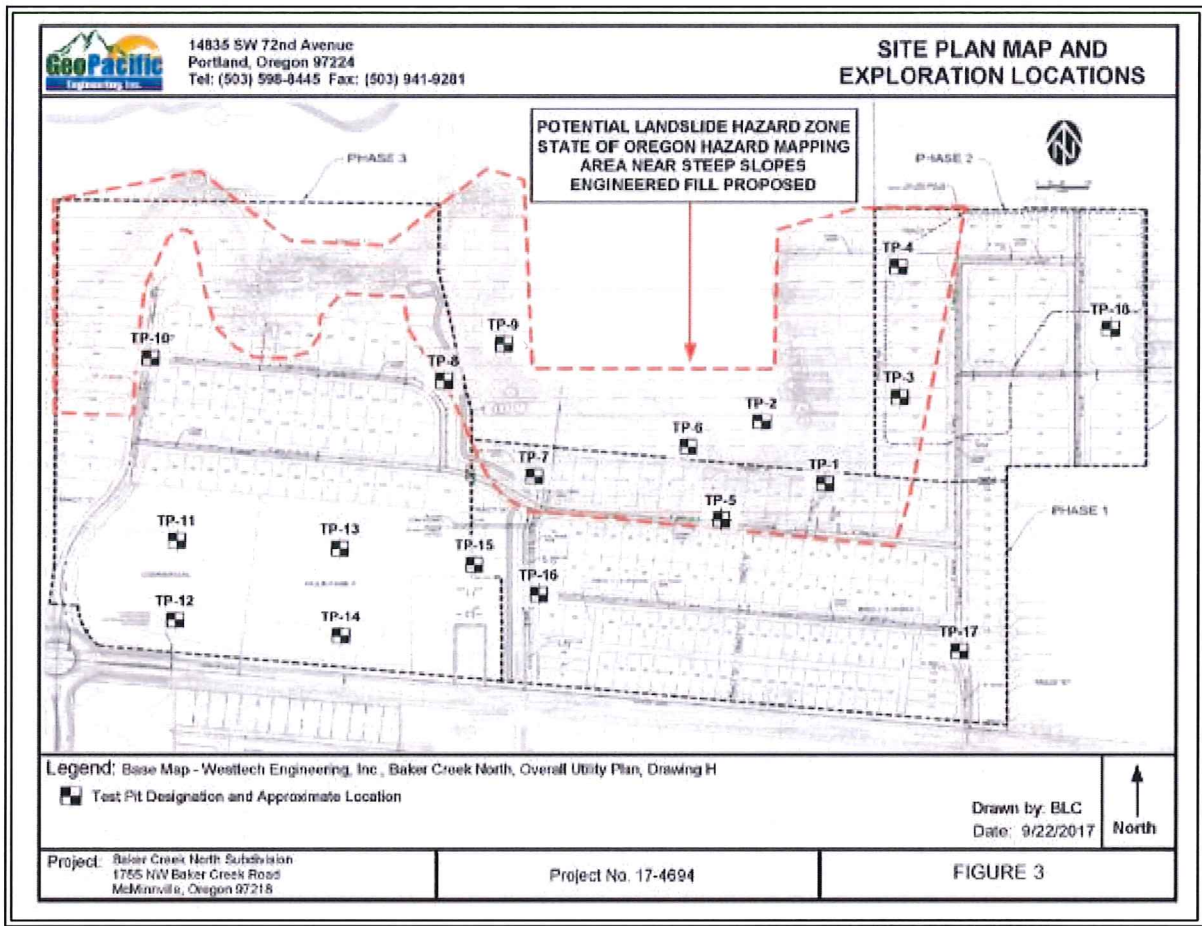 GeoPacific
Engineering, Inc.
14835 SW 72nd Avenue
Portland, Oregon 97224
Tel: (503) 598-8445 Fax: (503) 941-9281
SITE PLAN MAP AND
EXPLORATION LOCATIONS
POTENTIAL LANDSLIDE HAZARD ZONE
STATE OF OREGON HAZARD MAPPING
AREA NEAR STEEP SLOPES
ENGINEERED FILL PROPOSED
PHASE 3
PHASE 2
TP-4
TP-18
TP-9
TP-10
TP-8
TP-3
TP-2
TP-6
TP-7
TP-1
TP-5
PHASE 1
TP-11
TP-13
TP-15
TP-16
TP-12
TP-14
TP-17
COMMERCIAL
Legend: Base Map - Westtech Engineering, Inc., Baker Creek North, Overall Utility Plan, Drawing H
Test Pit Designation and Approximate Location
Drawn by: BLC
Date: 9/22/2017
North
Project: Baker Creek North Subdivision
1755 NW Baker Creek Road
McMinnville, Oregon 97218
Project No. 17-4694
FIGURE 3